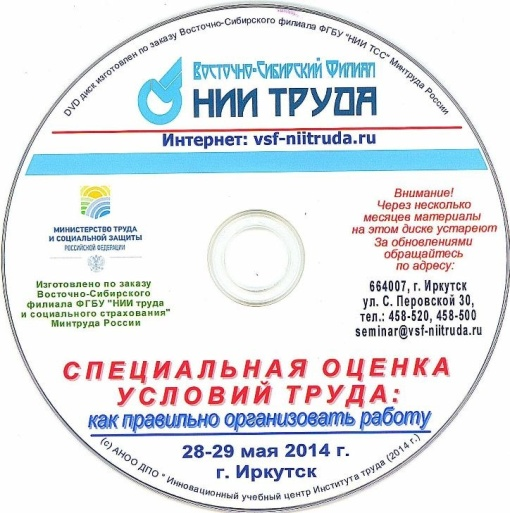 DVD диск изготовлен по заказу Восточно-Сибирского филиала ФГБУ "НИИ ТСС" Минтруда России
Восточно-Сибирский Филиал
НИИ ТРУДА
Интернет: vsf-niitruda.ru
МИНИСТЕРСТВО ТРУДА
И СОЦИАЛЬНОЙ ЗАЩИТЫ
РОССИЙСКОЙ ФЕДЕРАЦИИ
Изготовлено по заказу
Восточно-Сибирского
филиала ФГБУ "НИИ труда
и социального страхования"
Минтруда России
Внимание!
Через несколько
месяцев материалы
на этом диске устареют
За обновлениями
обращайтесь
по адресу:
664007, г. Иркутск
ул. С. Перовской 30,
тел.: 458-520, 458-500
seminar@vsf-niitruda.ru
СПЕЦИАЛЬНАЯ ОЦЕНКА
УСЛОВИЙ ТРУДА:
как правильно организовать работу
28-29 мая 2014 г.
г. Иркутск
(с) АНОО ДПО " Инновационный учебный центр Института труда (2014 г.)